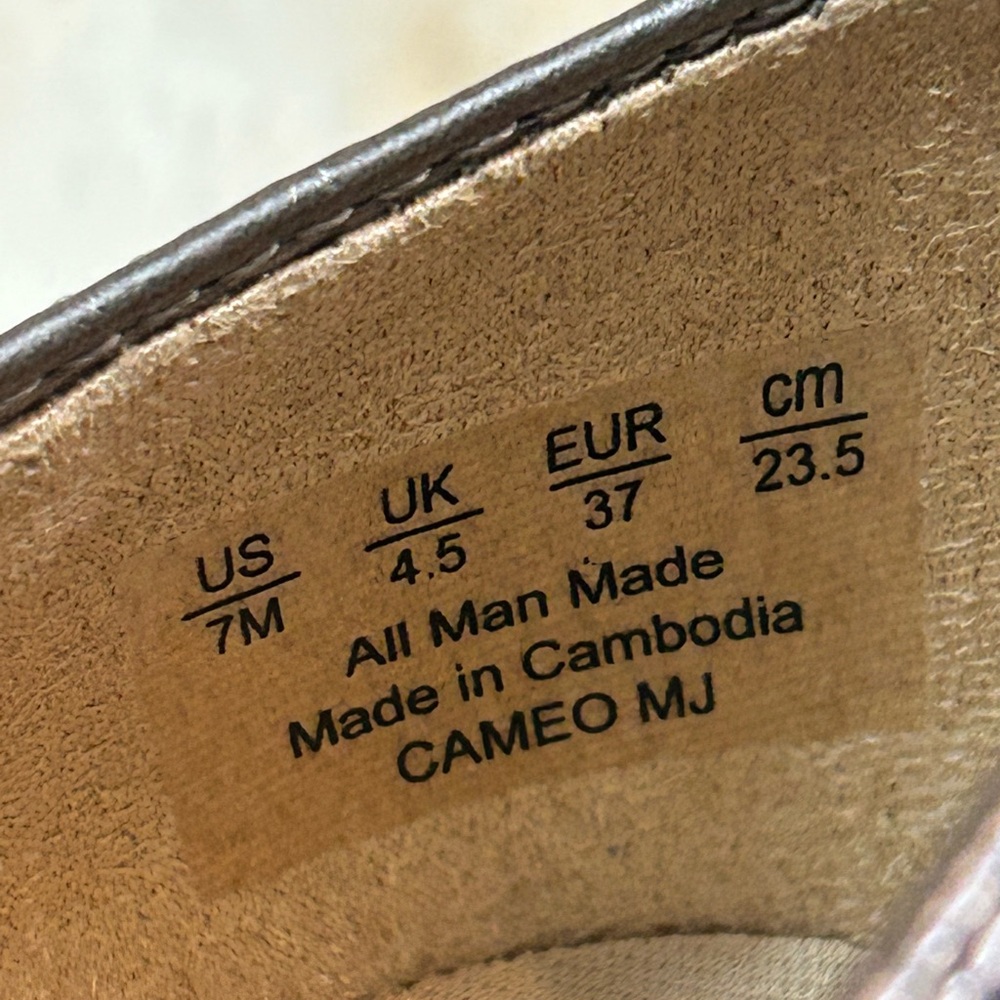 US UK EUR cm
7M 4.5 37 23.5
All Man Made
Made in Cambodia
CAMEO MJ